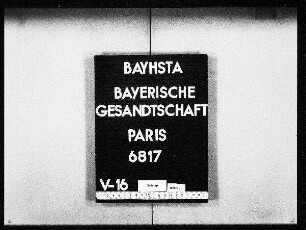 BAYHSTA
BAYERISCHE
GESANDTSCHAFT
PARIS
6817
V-16